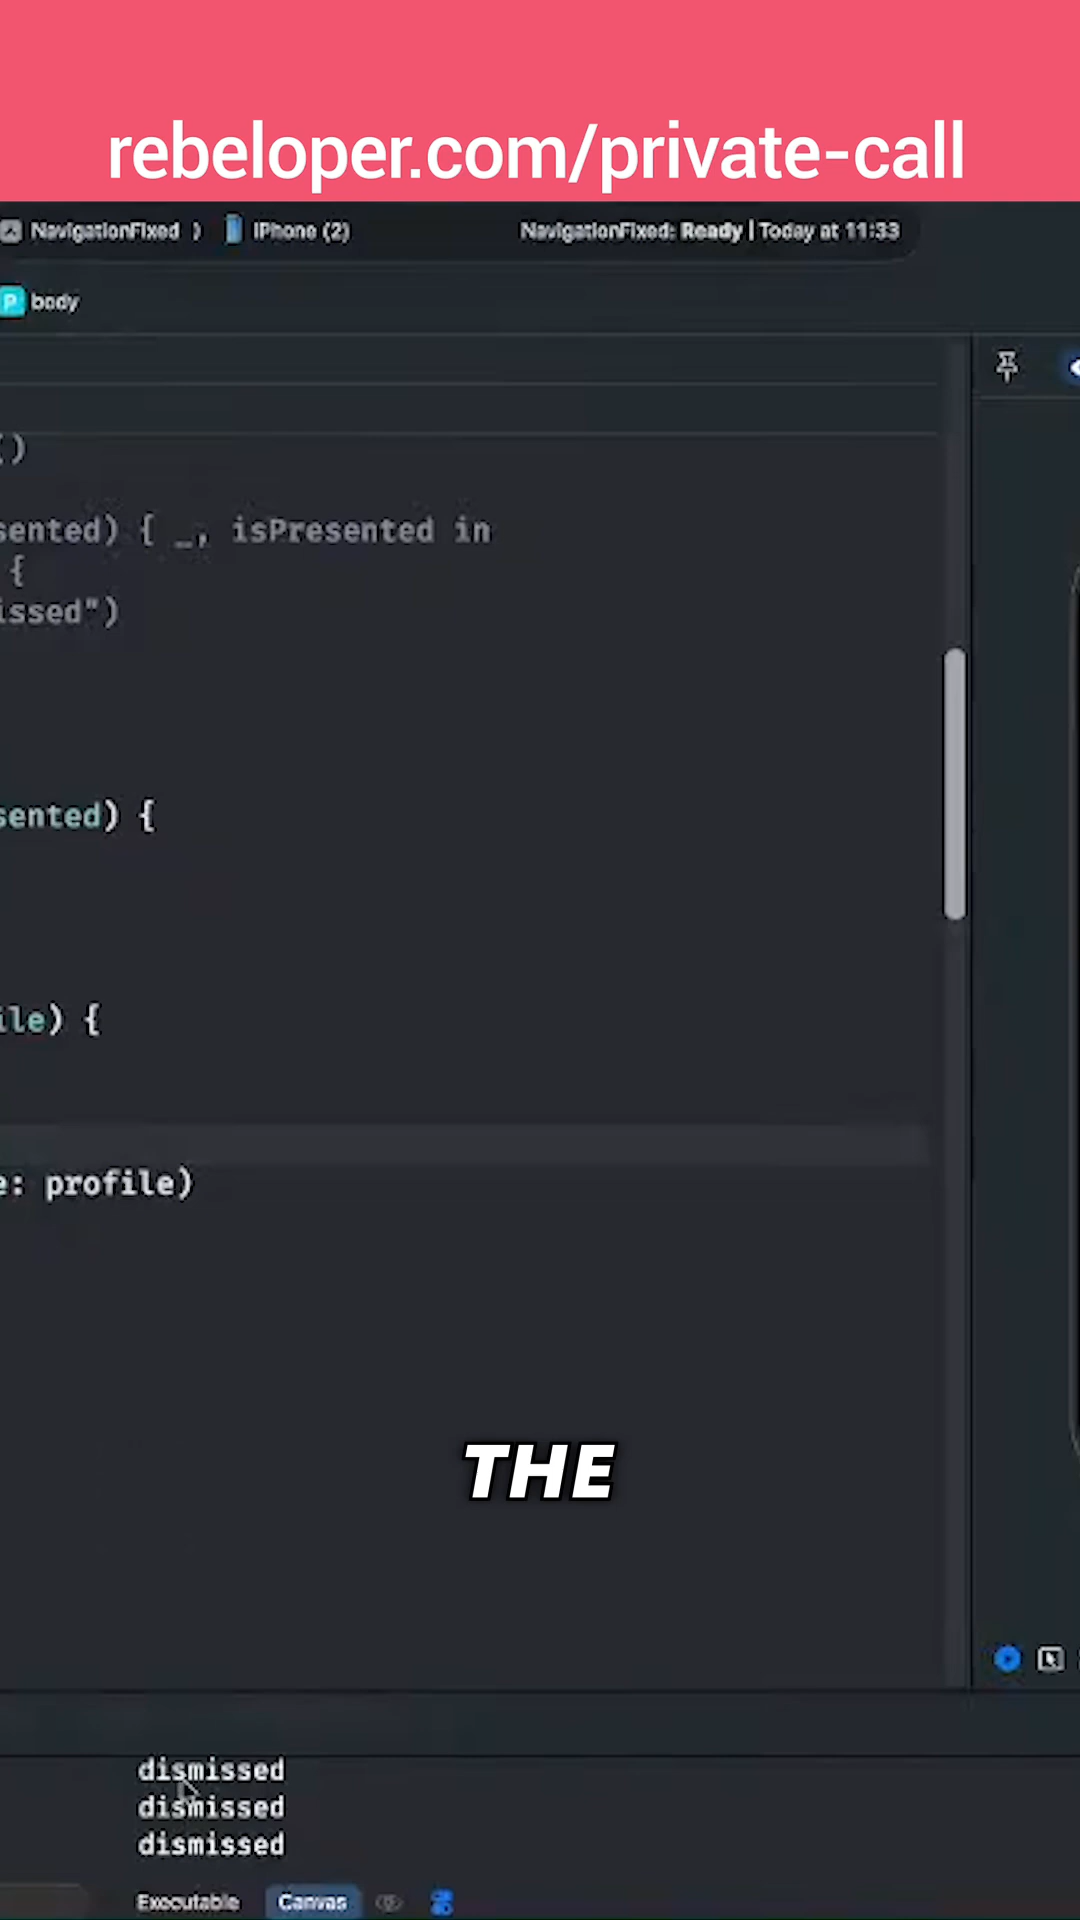 rebeloper.com/private-call
NavigationFixed 〉 iPhone (2) NavigationFixed: Ready | Today at 11:33
P body
()
sented) { _, isPresented in
{
issed")
sented) {
ile) {
e: profile)
THE
dismissed
dismissed
dismissed
Executable Canvas